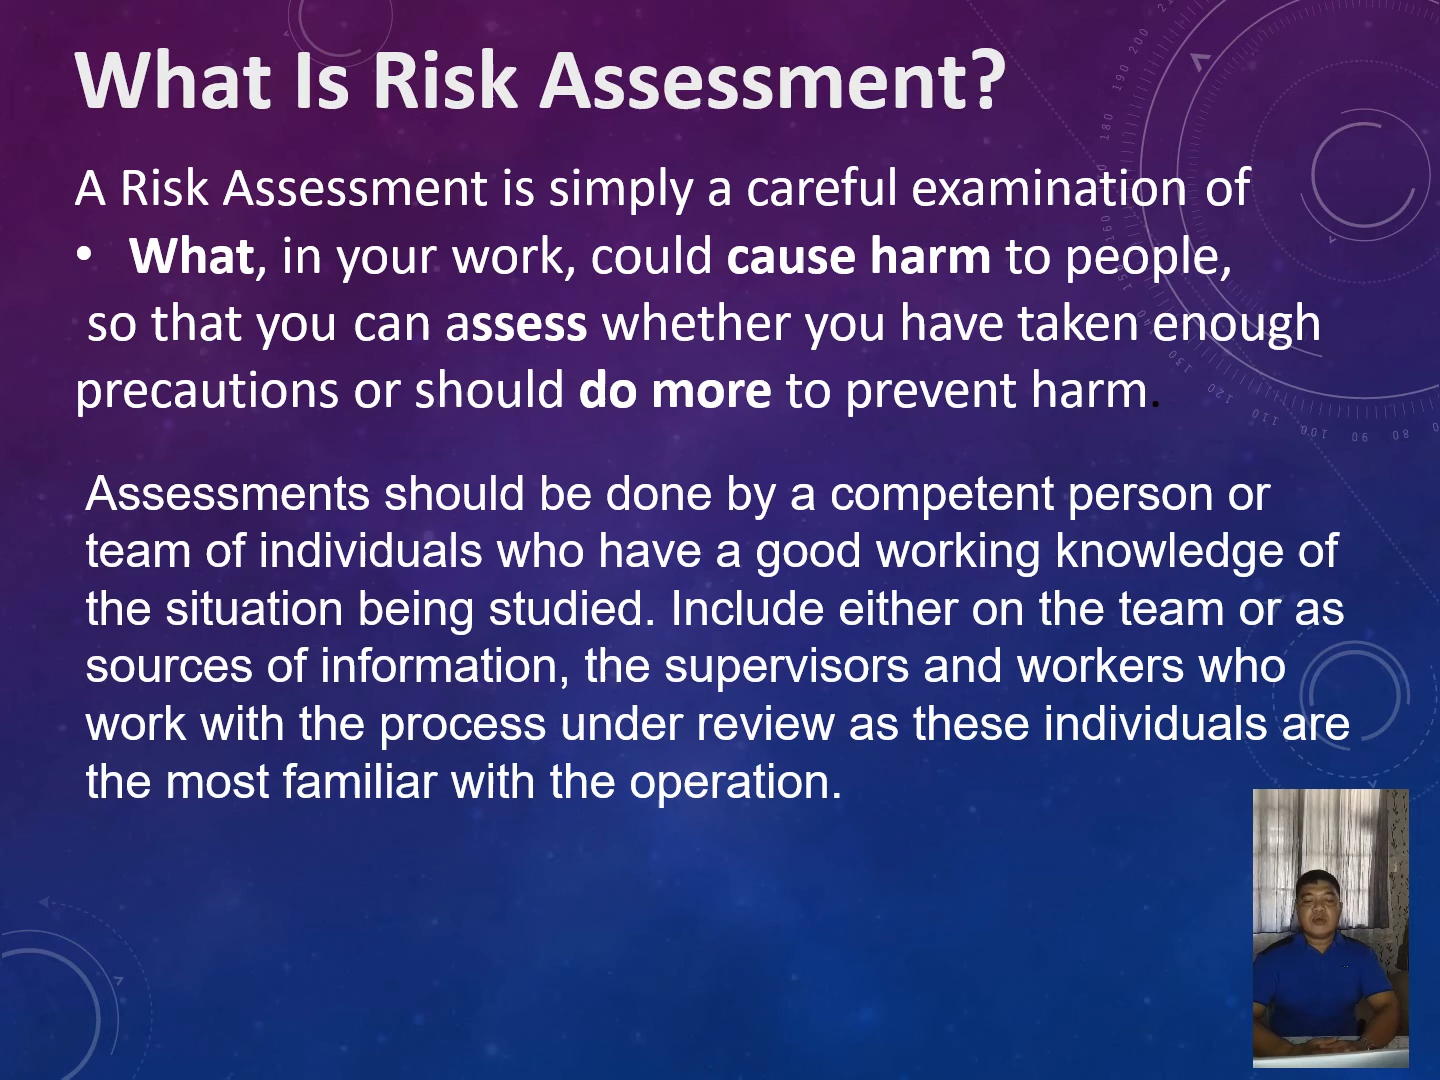 What Is Risk Assessment?
A Risk Assessment is simply a careful examination of
• What, in your work, could cause harm to people,
so that you can assess whether you have taken enough
precautions or should do more to prevent harm.
Assessments should be done by a competent person or
team of individuals who have a good working knowledge of
the situation being studied. Include either on the team or as
sources of information, the supervisors and workers who
work with the process under review as these individuals are
the most familiar with the operation.